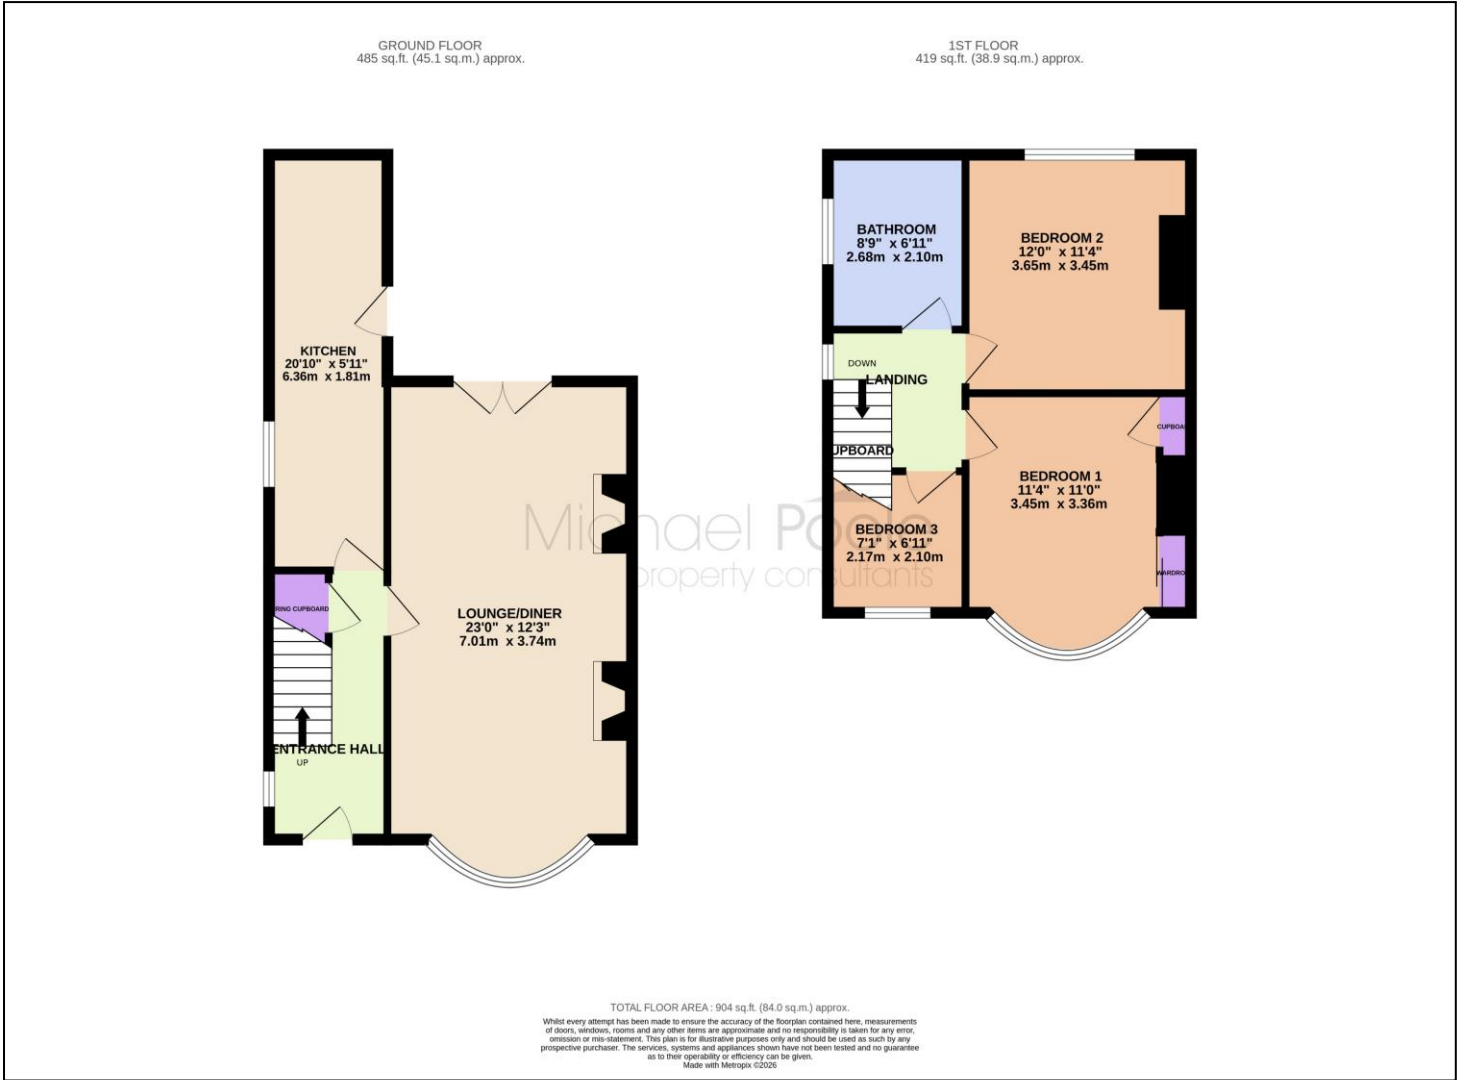 GROUND FLOOR
485 sq.ft. (45.1 sq.m.) approx.
1ST FLOOR
419 sq.ft. (38.9 sq.m.) approx.
KITCHEN
20'10" x 5'11"
6.36m x 1.81m
RING CUPBOARD
LOUNGE/DINER
23'0" x 12'3"
7.01m x 3.74m
ENTRANCE HALL
UP
BATHROOM
8'9" x 6'11"
2.68m x 2.10m
BEDROOM 2
12'0" x 11'4"
3.65m x 3.45m
DOWN
LANDING
UPBOARD
CUPBOA
BEDROOM 1
11'4" x 11'0"
3.45m x 3.36m
BEDROOM 3
7'1" x 6'11"
2.17m x 2.10m
WARDRO
Michael Poole
property consultants
TOTAL FLOOR AREA : 904 sq.ft. (84.0 sq.m.) approx.
Whilst every attempt has been made to ensure the accuracy of the floorplan contained here, measurements
of doors, windows, rooms and any other items are approximate and no responsibility is taken for any error,
omission or mis-statement. This plan is for illustrative purposes only and should be used as such by any
prospective purchaser. The services, systems and appliances shown have not been tested and no guarantee
as to their operability or efficiency can be given.
Made with Metropix ©2026